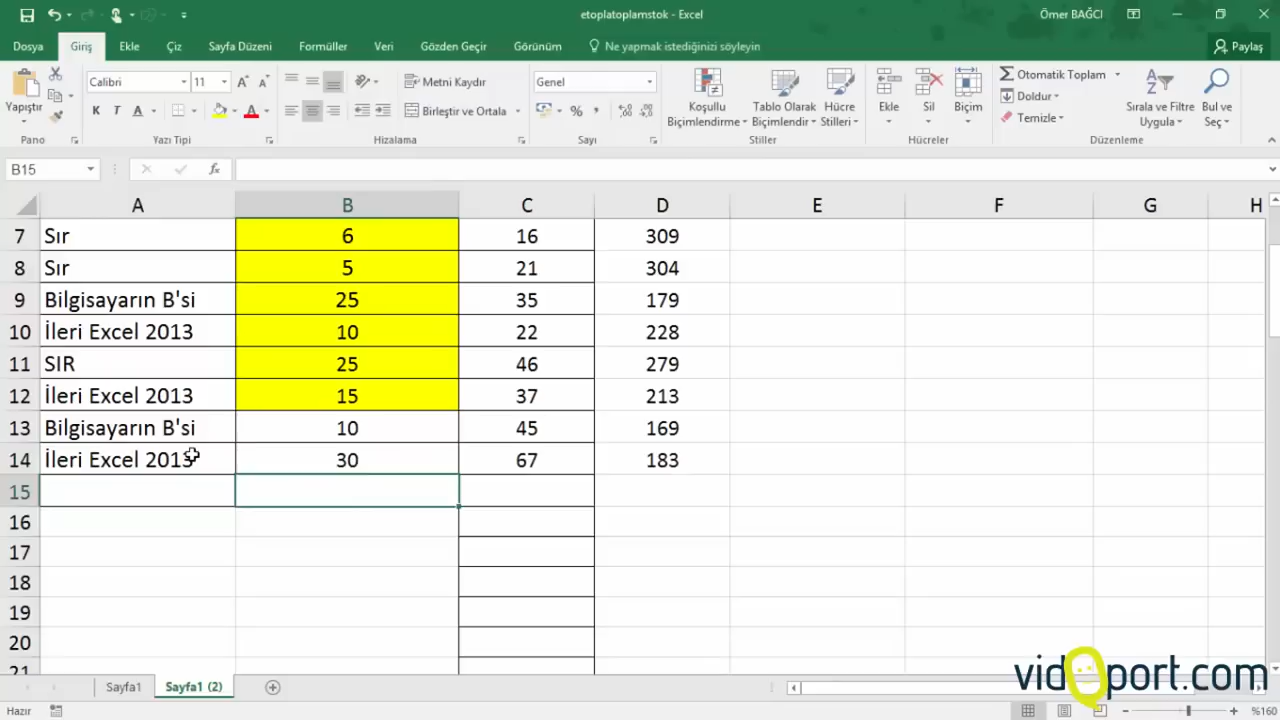 etoplatoplamstok - Excel
Ömer BAĞCI
Dosya Giriş Ekle Çiz Sayfa Düzeni Formüller Veri Gözden Geçir Görünüm Ne yapmak istediğinizi söyleyin Paylaş
Yapıştır
Calibri 11
K T A
Metni Kaydır
Birleştir ve Ortala
Genel
Koşullu Biçimlendirme
Tablo Olarak Biçimlendir
Hücre Stilleri
Ekle
Sil
Biçim
Otomatik Toplam
Doldur
Temizle
Sırala ve Filtre Uygula
Bul ve Seç
Pano Yazı Tipi Hizalama Sayı Stiller Hücreler Düzenleme
B15 fx
A B C D E F G H
7 Sır 6 16 309
8 Sır 5 21 304
9 Bilgisayarın B'si 25 35 179
10 İleri Excel 2013 10 22 228
11 SIR 25 46 279
12 İleri Excel 2013 15 37 213
13 Bilgisayarın B'si 10 45 169
14 İleri Excel 2013 30 67 183
15
16
17
18
19
20
21
vidoport.com
Sayfa1 Sayfa1 (2)
Hazır %160